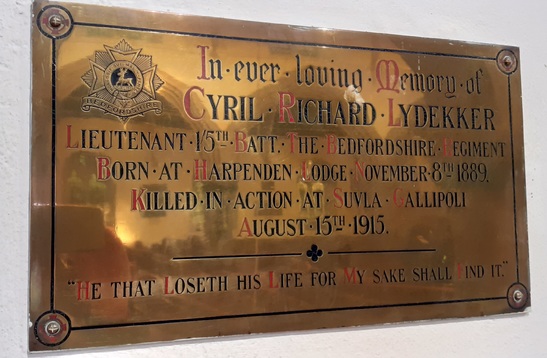 In·ever·loving·Memory·of
CYRIL·RICHARD·LYDEKKER
LIEUTENANT·1/5TH·BATT.·THE·BEDFORDSHIRE·REGIMENT
BORN·AT·HARPENDEN·LODGE·NOVEMBER·8TH·1889.
KILLED·IN·ACTION·AT·SUVLA·GALLIPOLI
AUGUST·15TH·1915.
"HE THAT LOSETH HIS LIFE FOR MY SAKE SHALL FIND IT."
BEDFORDSHIRE